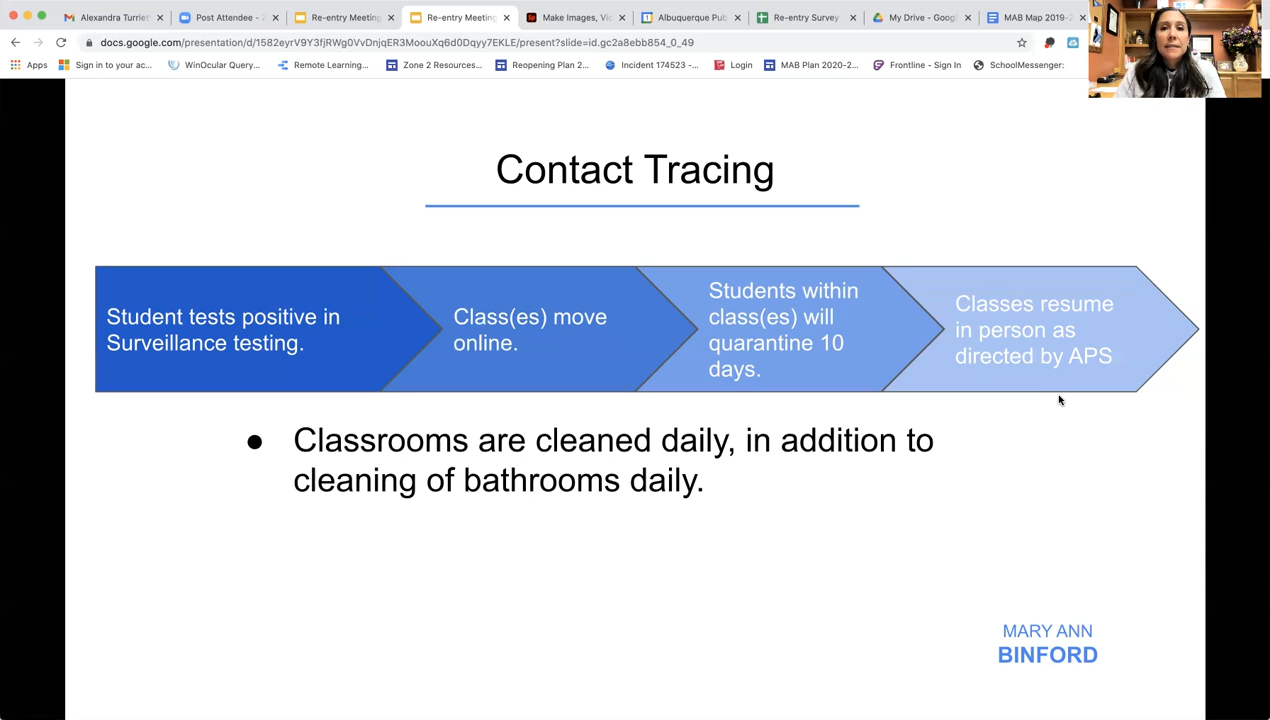 Alexandra Turriet
Post Attendee - Z
Re-entry Meeting
Re-entry Meeting
Make Images, Vid
Albuquerque Pub
Re-entry Survey
My Drive - Googl
MAB Map 2019-2
docs.google.com/presentation/d/1582eyrV9Y3fjRWg0VvDnjqER3MoouXq6d0Dqyy7EKLE/present?slide=id.gc2a8ebb854_0_49
Apps
Sign in to your ac...
WinOcular Query...
Remote Learning...
Zone 2 Resources...
Reopening Plan 2...
Incident 174523 -...
Login
MAB Plan 2020-2...
Frontline - Sign In
SchoolMessenger:
Contact Tracing
Student tests positive in
Surveillance testing.
Class(es) move
online.
Students within
class(es) will
quarantine 10
days.
Classes resume
in person as
directed by APS
● Classrooms are cleaned daily, in addition to
cleaning of bathrooms daily.
MARY ANN
BINFORD